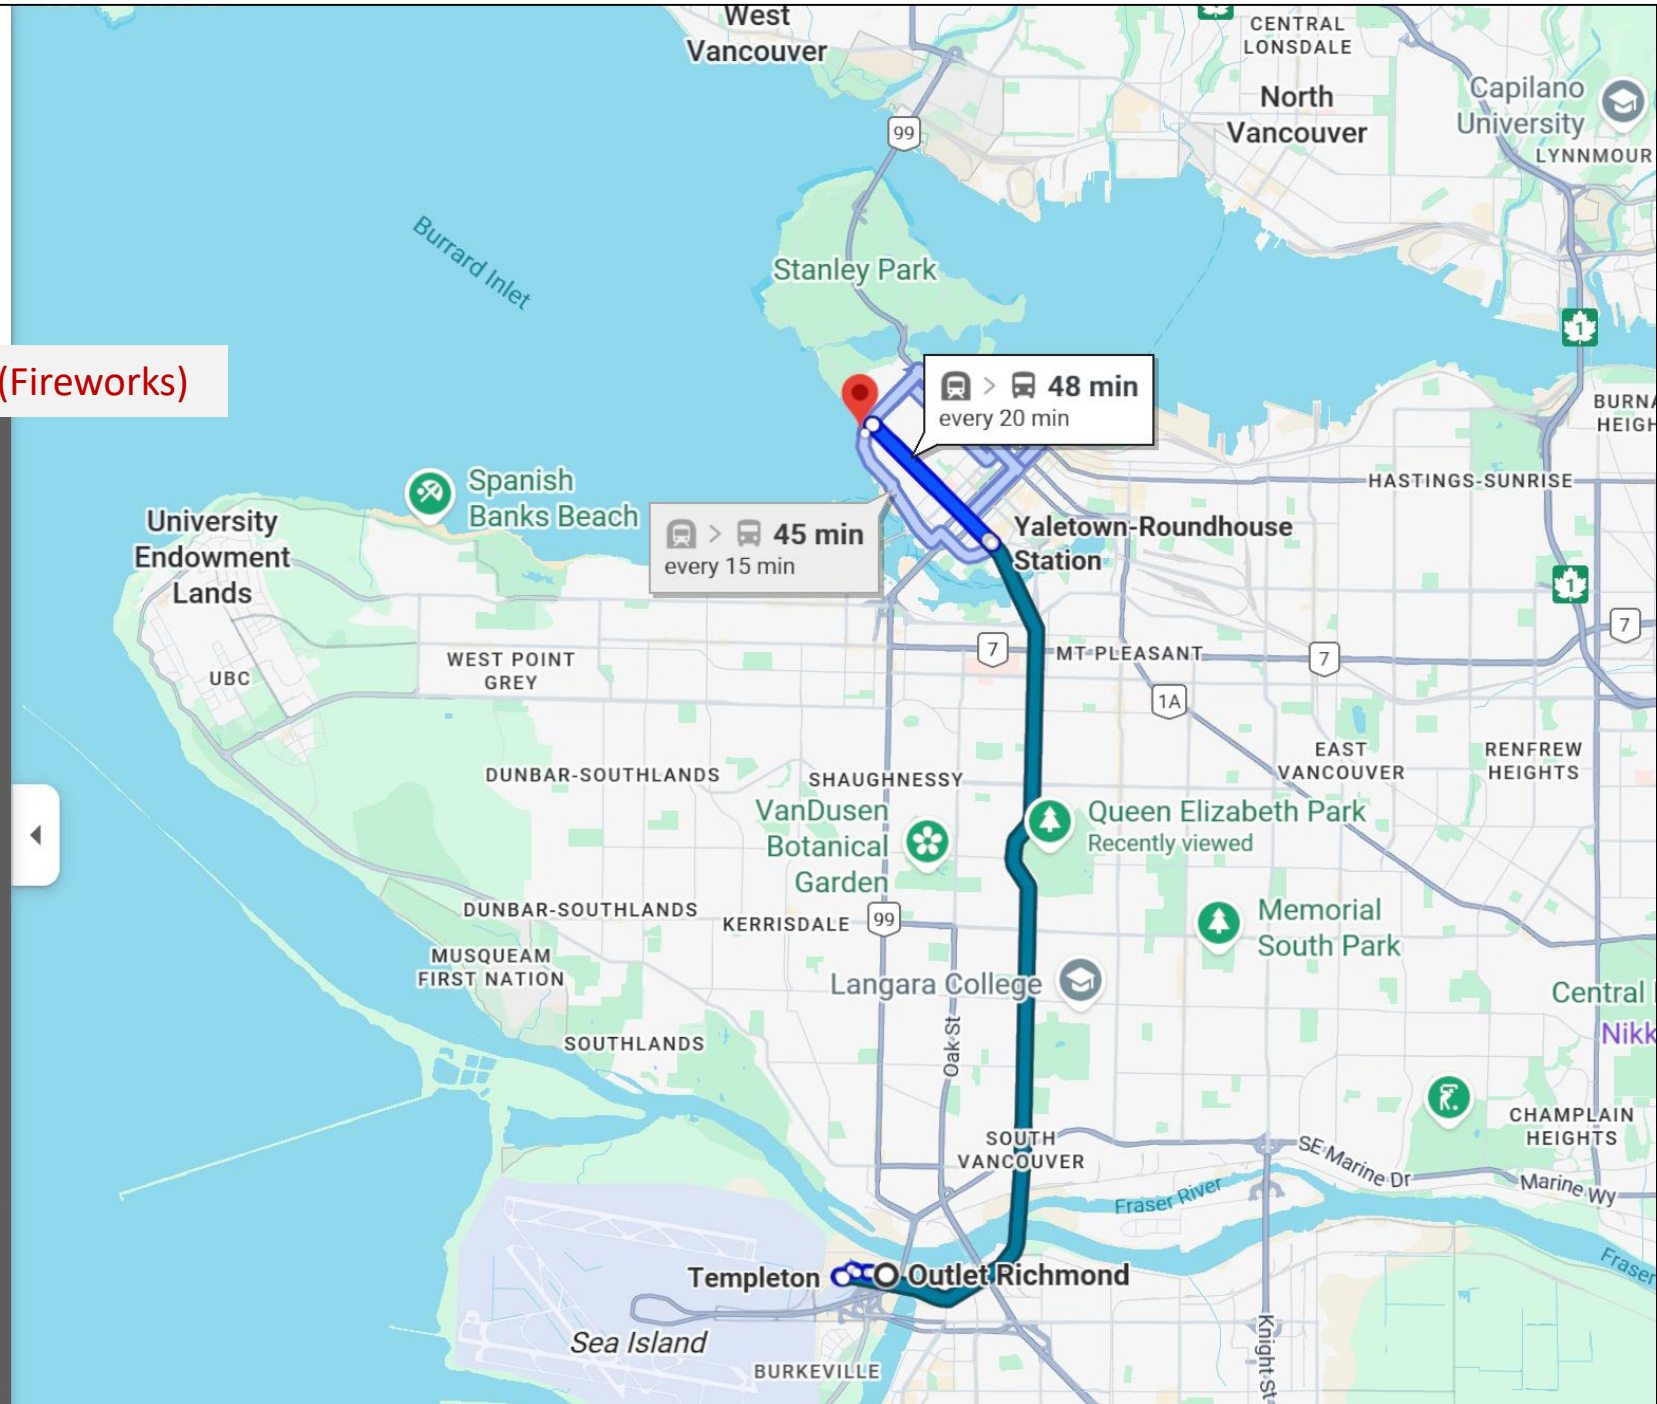 West
Vancouver
CENTRAL
LONSDALE
North
Vancouver
Capilano
University
LYNNMOUR
99
Burrard Inlet
Stanley Park
1
(Fireworks)
48 min
every 20 min
BURNA
HEIGH
HASTINGS-SUNRISE
Spanish
Banks Beach
University
Endowment
Lands
45 min
every 15 min
Yaletown-Roundhouse
Station
1
7
7
MT PLEASANT
7
WEST POINT
GREY
UBC
1A
EAST
VANCOUVER
RENFREW
HEIGHTS
DUNBAR-SOUTHLANDS
SHAUGHNESSY
VanDusen
Botanical
Garden
Queen Elizabeth Park
Recently viewed
DUNBAR-SOUTHLANDS
KERRISDALE
99
Memorial
South Park
MUSQUEAM
FIRST NATION
Langara College
Central
Nikk
Oak St
SOUTHLANDS
CHAMPLAIN
HEIGHTS
SOUTH
VANCOUVER
SE Marine Dr
Marine Wy
Fraser River
Fraser
Templeton
Outlet Richmond
Sea Island
Knight St
BURKEVILLE